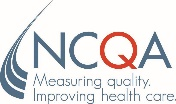 NCQA
Measuring quality.
Improving health care.